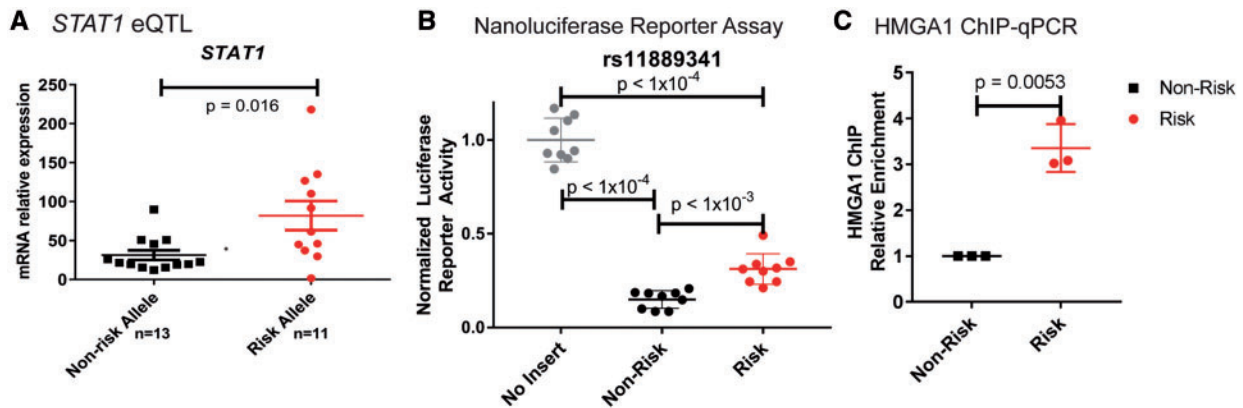 A STAT1 eQTL
STAT1
p = 0.016
mRNA relative expression
250
200
150
100
50
0
Non-risk Allele
n=13
Risk Allele
n=11
B Nanoluciferase Reporter Assay
rs11889341
p < 1x10⁻⁴
p < 1x10⁻⁴
p < 1x10⁻³
Normalized Luciferase
Reporter Activity
1.0
0.5
0.0
No Insert
Non-Risk
Risk
C HMGA1 ChIP-qPCR
p = 0.0053
HMGA1 ChIP
Relative Enrichment
5
4
3
2
1
0
Non-Risk
Risk
Non-Risk
Risk